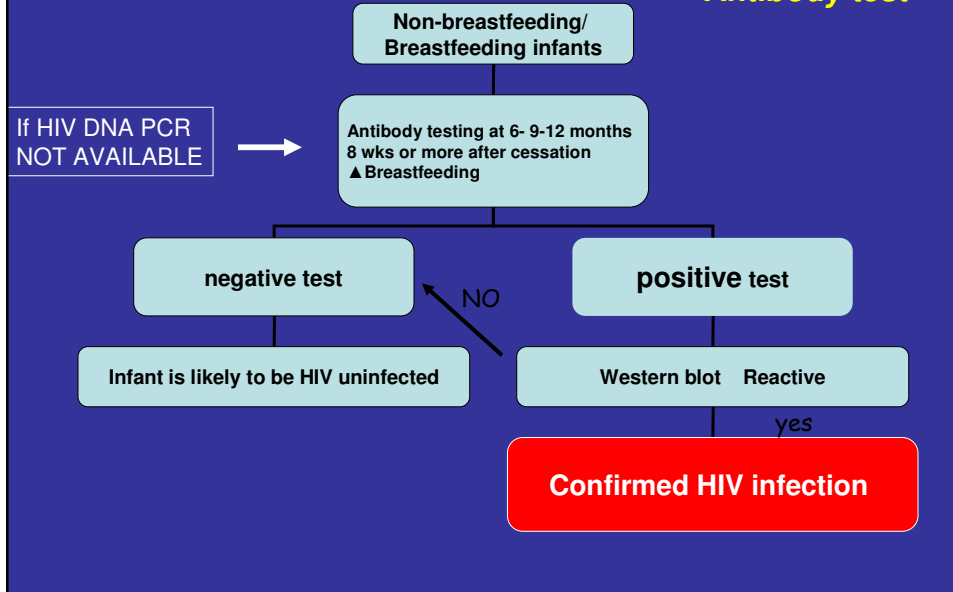 Antibody test
Non-breastfeeding/
Breastfeeding infants
If HIV DNA PCR
NOT AVAILABLE
Antibody testing at 6- 9-12 months
8 wks or more after cessation
▲Breastfeeding
negative test
positive test
NO
Infant is likely to be HIV uninfected
Western blot Reactive
yes
Confirmed HIV infection